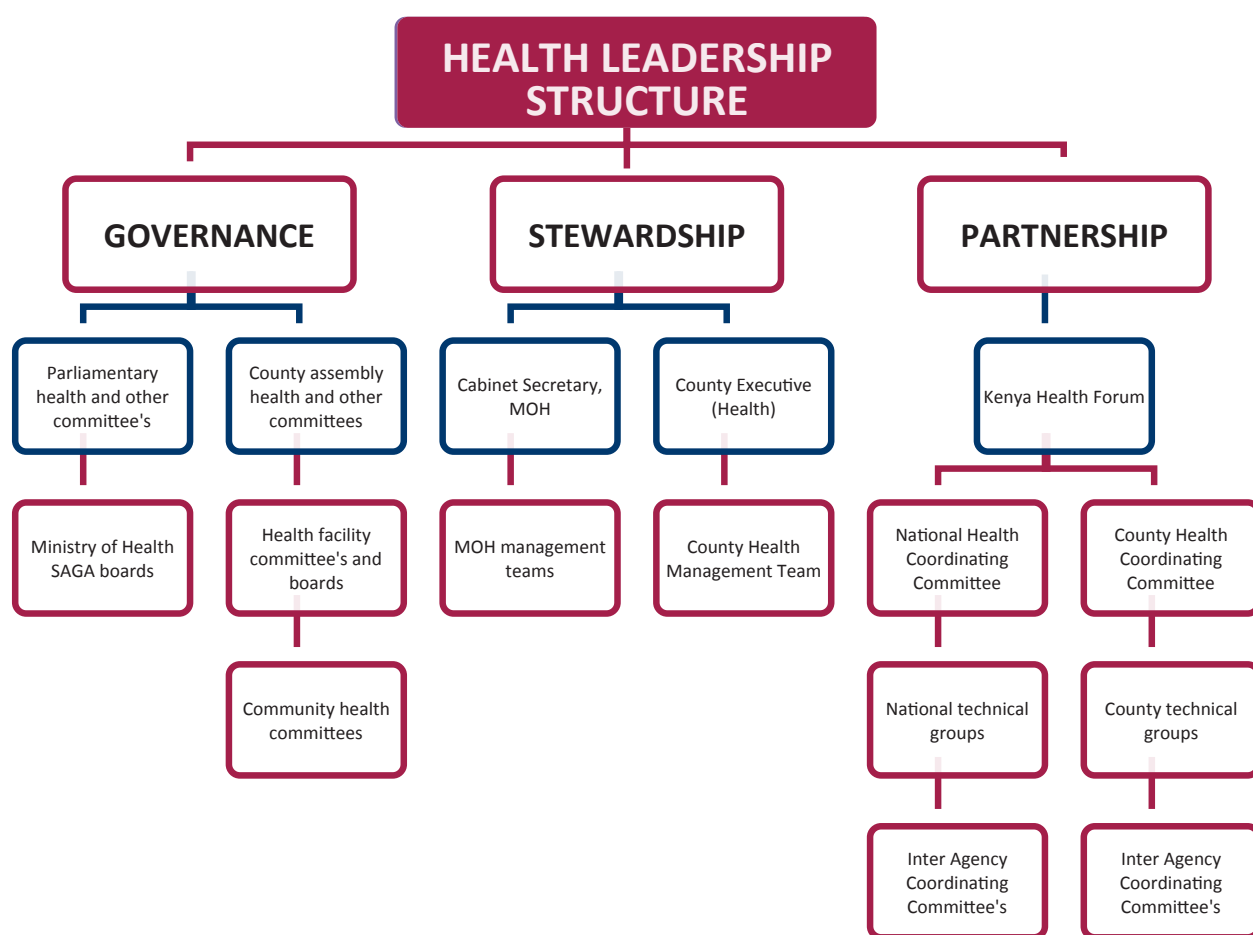 HEALTH LEADERSHIP
STRUCTURE
GOVERNANCE
STEWARDSHIP
PARTNERSHIP
Parliamentary
health and other
committee's
County assembly
health and other
committees
Cabinet Secretary,
MOH
County Executive
(Health)
Kenya Health Forum
Ministry of Health
SAGA boards
Health facility
committee's and
boards
MOH management
teams
County Health
Management Team
National Health
Coordinating
Committee
County Health
Coordinating
Committee
Community health
committees
National technical
groups
County technical
groups
Inter Agency
Coordinating
Committee's
Inter Agency
Coordinating
Committee's